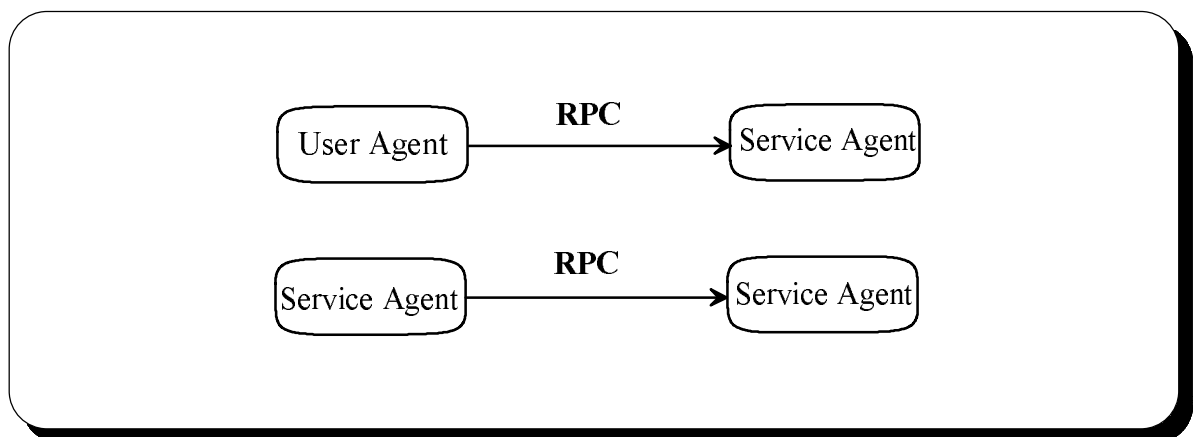 RPC
User Agent
Service Agent
RPC
Service Agent
Service Agent